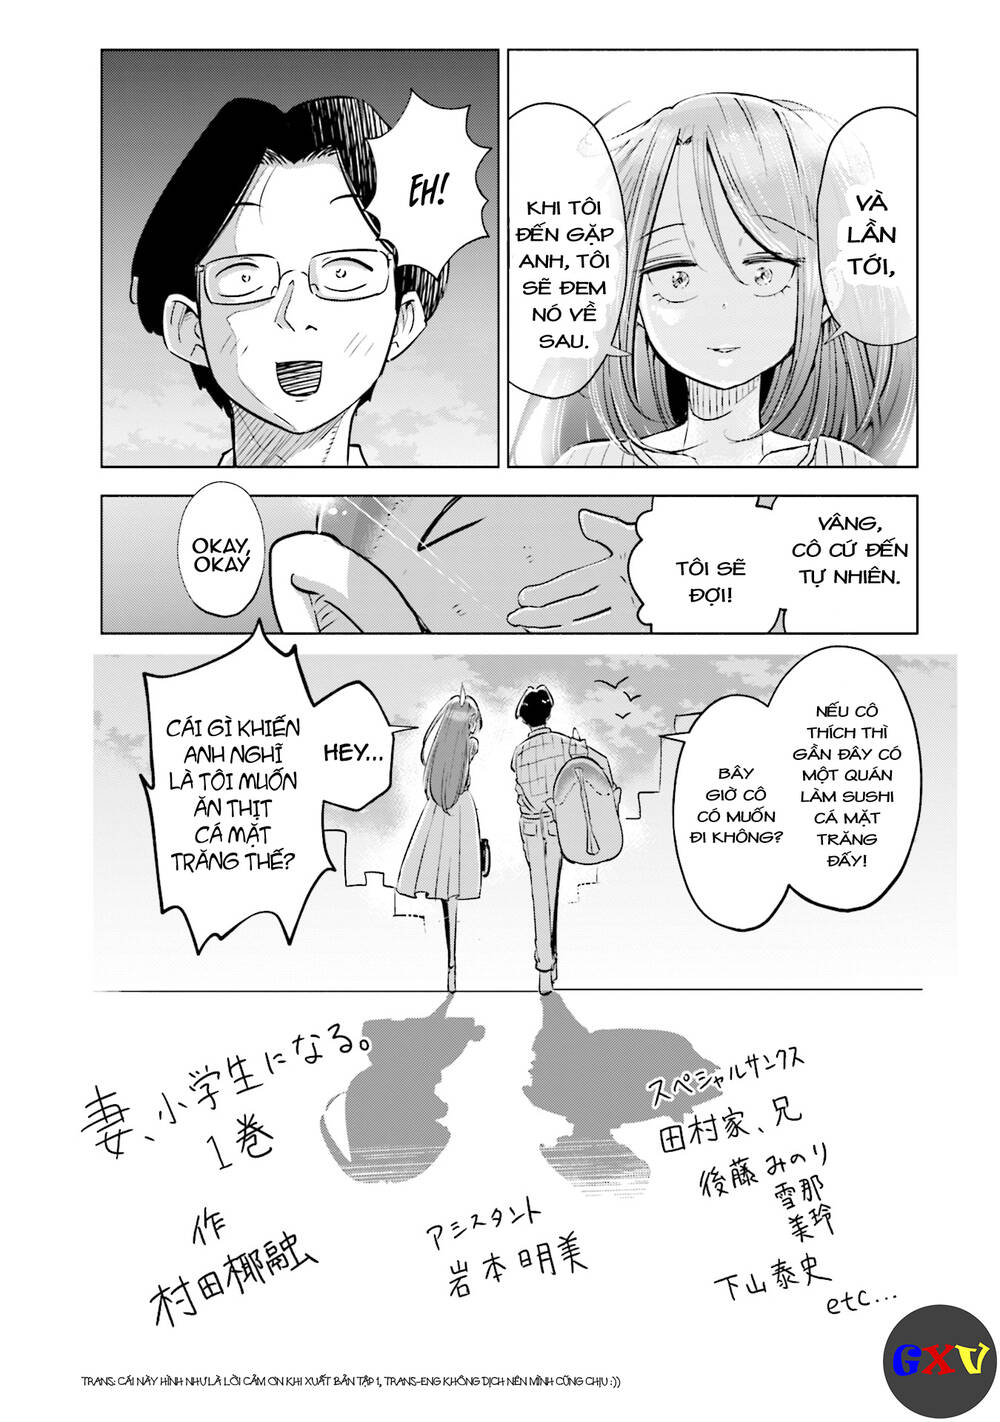 VÀ
LẦN
TỚI,
KHI TÔI
ĐẾN GẶP
ANH, TÔI
SẼ ĐEM
NÓ VỀ
SAU.
EH!
VÂNG,
CÔ CỨ ĐẾN
TỰ NHIÊN.
TÔI SẼ
ĐỢI!
OKAY,
OKAY
NẾU CÔ
THÍCH THÌ
GẦN ĐÂY CÓ
MỘT QUÁN
LÀM SUSHI
CÁ MẶT
TRĂNG
ĐẤY!
BÂY
GIỜ CÔ
CÓ MUỐN
ĐI KHÔNG?
HEY...
CÁI GÌ KHIẾN
ANH NGHĨ
LÀ TÔI MUỐN
ĂN THỊT
CÁ MẶT
TRĂNG THẾ?
妻、小学生になる。
1巻
作
村田椰融
アシスタント
岩本明美
スペシャルサンクス
田村家、兄
後藤みのり
雪那
美玲
下山泰史
etc...
TRANS: CÁI NÀY HÌNH NHƯ LÀ LỜI CẢM ƠN KHI XUẤT BẢN TẬP 1, TRANS-ENG KHÔNG DỊCH NÊN MÌNH CŨNG CHỊU :))
GXV